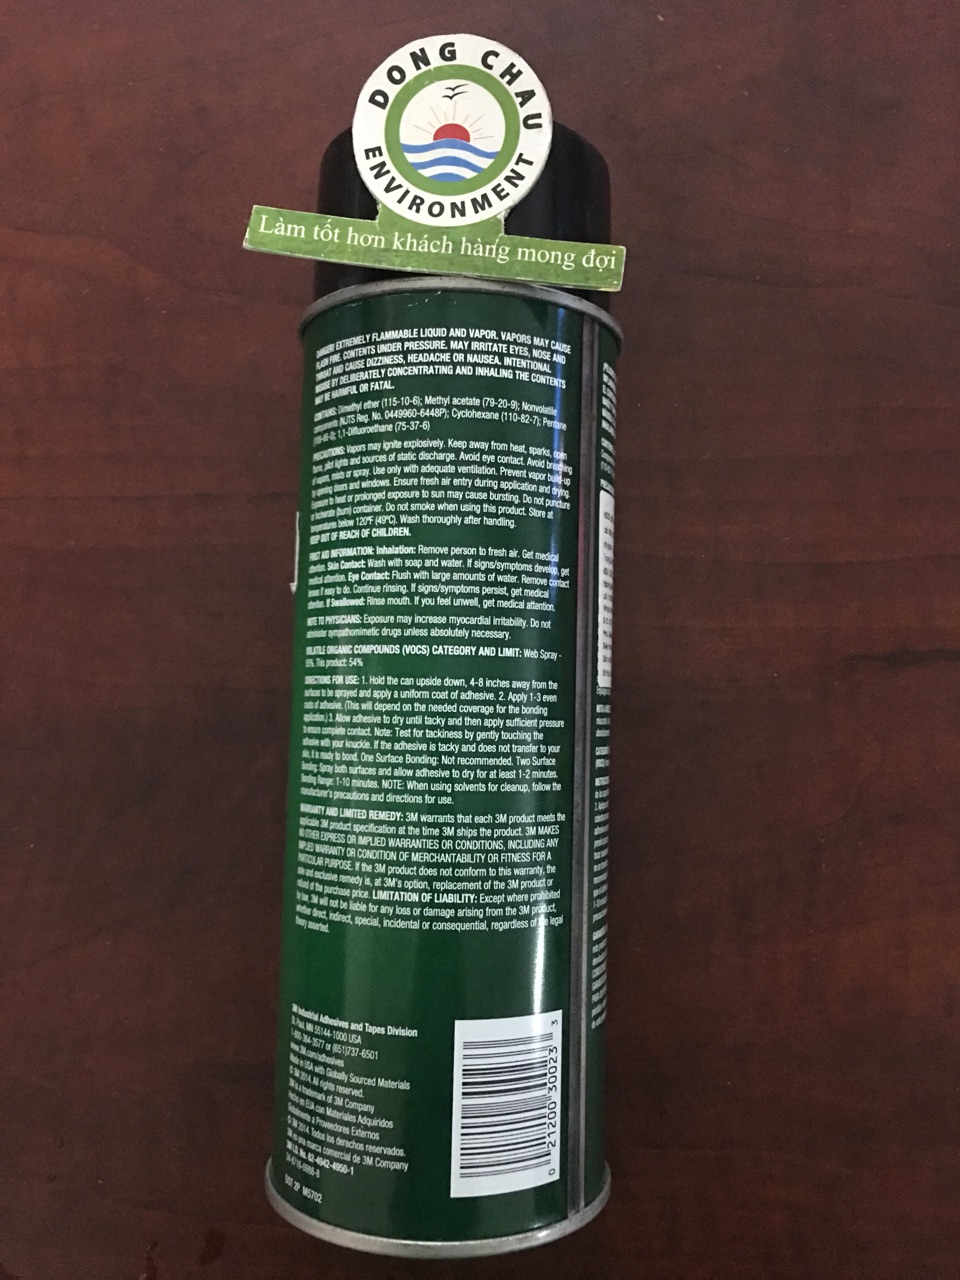 DONG CHAU
ENVIRONMENT
Làm tốt hơn khách hàng mong đợi
DANGER! EXTREMELY FLAMMABLE LIQUID AND VAPOR. VAPORS MAY CAUSE
FLASH FIRE. CONTENTS UNDER PRESSURE. MAY IRRITATE EYES, NOSE AND
THROAT AND CAUSE DIZZINESS, HEADACHE OR NAUSEA. INTENTIONAL
MISUSE BY DELIBERATELY CONCENTRATING AND INHALING THE CONTENTS
MAY BE HARMFUL OR FATAL.
CONTAINS: Dimethyl ether (115-10-6); Methyl acetate (79-20-9); Nonvolatile
components (NJTS Reg. No. 0449960-6448P); Cyclohexane (110-82-7); Pentane
(109-66-0); 1,1-Difluoroethane (75-37-6)
PRECAUTIONS: Vapors may ignite explosively. Keep away from heat, sparks, open
flame, pilot lights and sources of static discharge. Avoid eye contact. Avoid breathing
of vapors, mists or spray. Use only with adequate ventilation. Prevent vapor build-up
by opening doors and windows. Ensure fresh air entry during application and drying.
Exposure to heat or prolonged exposure to sun may cause bursting. Do not puncture
or incinerate (burn) container. Do not smoke when using this product. Store at
temperatures below 120°F (49°C). Wash thoroughly after handling.
KEEP OUT OF REACH OF CHILDREN.
FIRST AID INFORMATION: Inhalation: Remove person to fresh air. Get medical
attention. Skin Contact: Wash with soap and water. If signs/symptoms develop, get
medical attention. Eye Contact: Flush with large amounts of water. Remove contact
lenses if easy to do. Continue rinsing. If signs/symptoms persist, get medical
attention. If Swallowed: Rinse mouth. If you feel unwell, get medical attention.
NOTE TO PHYSICIANS: Exposure may increase myocardial irritability. Do not
administer sympathomimetic drugs unless absolutely necessary.
VOLATILE ORGANIC COMPOUNDS (VOCS) CATEGORY AND LIMIT: Web Spray -
55%. This product: 54%
DIRECTIONS FOR USE: 1. Hold the can upside down, 4-8 inches away from the
surfaces to be sprayed and apply a uniform coat of adhesive. 2. Apply 1-3 even
coats of adhesive. (This will depend on the needed coverage for the bonding
application.) 3. Allow adhesive to dry until tacky and then apply sufficient pressure
to ensure complete contact. Note: Test for tackiness by gently touching the
adhesive with your knuckle. If the adhesive is tacky and does not transfer to your
skin, it is ready to bond. One Surface Bonding: Not recommended. Two Surface
Bonding: Spray both surfaces and allow adhesive to dry for at least 1-2 minutes.
Bonding Range: 1-10 minutes. NOTE: When using solvents for cleanup, follow the
manufacturer's precautions and directions for use.
WARRANTY AND LIMITED REMEDY: 3M warrants that each 3M product meets the
applicable 3M product specification at the time 3M ships the product. 3M MAKES
NO OTHER EXPRESS OR IMPLIED WARRANTIES OR CONDITIONS, INCLUDING ANY
IMPLIED WARRANTY OR CONDITION OF MERCHANTABILITY OR FITNESS FOR A
PARTICULAR PURPOSE. If the 3M product does not conform to this warranty, the
sole and exclusive remedy is, at 3M's option, replacement of the 3M product or
refund of the purchase price. LIMITATION OF LIABILITY: Except where prohibited
by law, 3M will not be liable for any loss or damage arising from the 3M product,
whether direct, indirect, special, incidental or consequential, regardless of the legal
theory asserted.
3M Industrial Adhesives and Tapes Division
St. Paul, MN 55144-1000 USA
1-800-364-3577 or (651)737-6501
www.3M.com/adhesives
Made in USA with Globally Sourced Materials
© 3M 2014. All rights reserved.
3M is a trademark of 3M Company
Hecho en EUA con Materiales Adquiridos
Globalmente a Proveedores Externos
© 3M 2014. Todos los derechos reservados.
3M es una marca comercial de 3M Company
3M I.D. No. 62-4942-4950-1
DOT 2P M5702
0 21200 30023 3